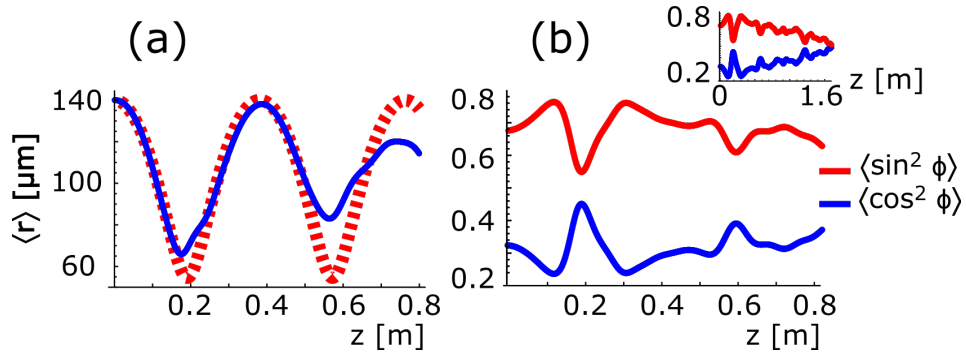 (a)
⟨r⟩ [μm]
140
100
60
0.2 0.4 0.6 0.8
z [m]
(b)
0.8
0.2
0 1.6
z [m]
0.8
0.6
0.4
0.2
0.2 0.4 0.6 0.8
z [m]
⟨sin² ϕ⟩
⟨cos² ϕ⟩